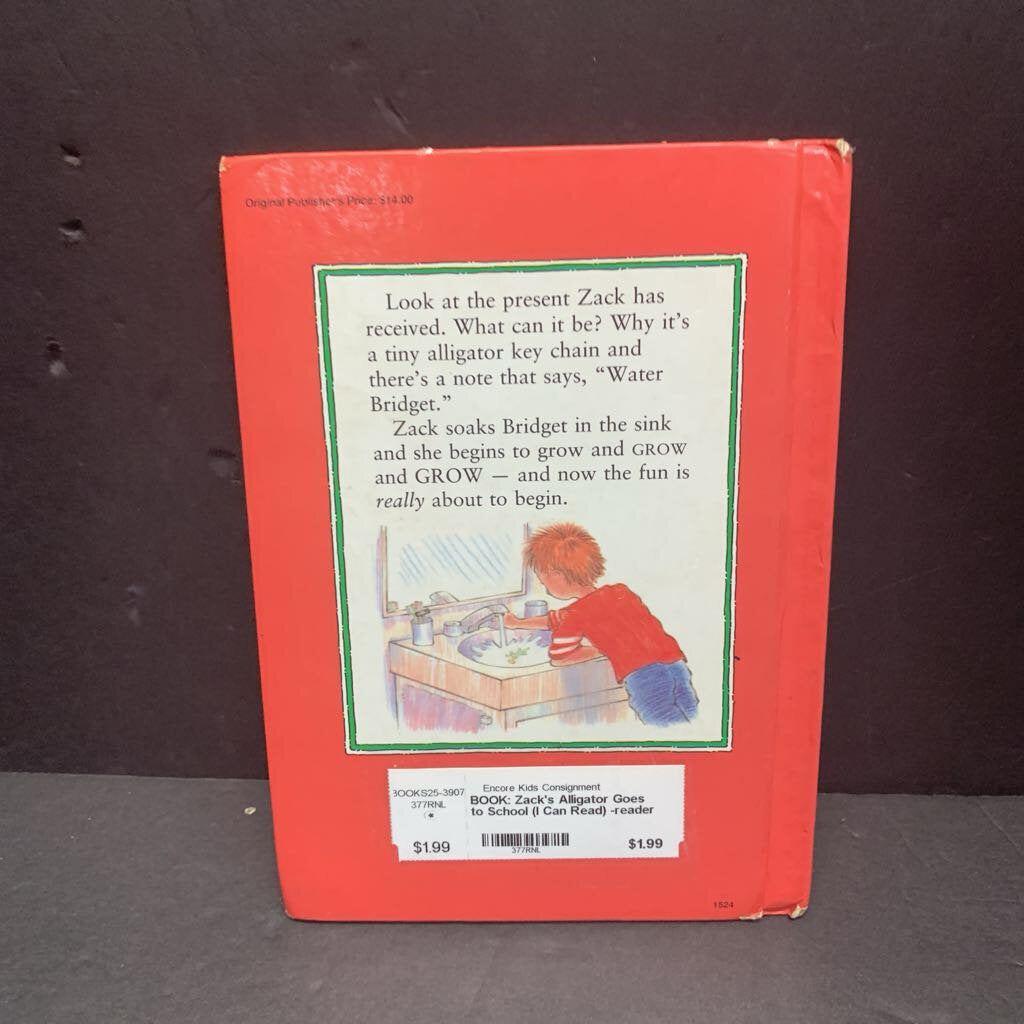 Original Publisher's Price: $14.00
Look at the present Zack has
received. What can it be? Why it's
a tiny alligator key chain and
there's a note that says, “Water
Bridget.”
Zack soaks Bridget in the sink
and she begins to grow and GROW
and GROW — and now the fun is
really about to begin.
BOOKS25-3907
377RNL
$1.99
Encore Kids Consignment
BOOK: Zack's Alligator Goes
to School (I Can Read) -reader
377RNL
$1.99
1524